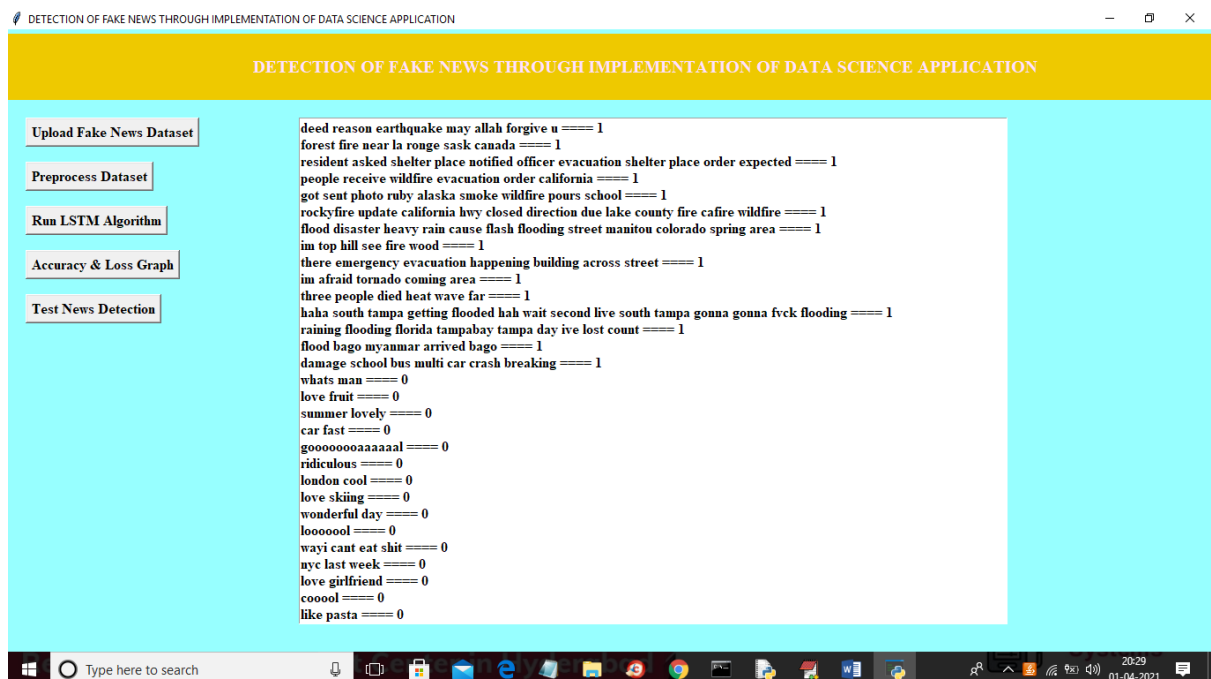 DETECTION OF FAKE NEWS THROUGH IMPLEMENTATION OF DATA SCIENCE APPLICATION
DETECTION OF FAKE NEWS THROUGH IMPLEMENTATION OF DATA SCIENCE APPLICATION
Upload Fake News Dataset
Preprocess Dataset
Run LSTM Algorithm
Accuracy & Loss Graph
Test News Detection
deed reason earthquake may allah forgive u ==== 1
forest fire near la ronge sask canada ==== 1
resident asked shelter place notified officer evacuation shelter place order expected ==== 1
people receive wildfire evacuation order california ==== 1
got sent photo ruby alaska smoke wildfire pours school ==== 1
rockyfire update california hwy closed direction due lake county fire cafire wildfire ==== 1
flood disaster heavy rain cause flash flooding street manitou colorado spring area ==== 1
im top hill see fire wood ==== 1
there emergency evacuation happening building across street ==== 1
im afraid tornado coming area ==== 1
three people died heat wave far ==== 1
haha south tampa getting flooded hah wait second live south tampa gonna gonna fvck flooding ==== 1
raining flooding florida tampabay tampa day ive lost count ==== 1
flood bago myanmar arrived bago ==== 1
damage school bus multi car crash breaking ==== 1
whats man ==== 0
love fruit ==== 0
summer lovely ==== 0
car fast ==== 0
goooooooaaaaaal ==== 0
ridiculous ==== 0
london cool ==== 0
love skiing ==== 0
wonderful day ==== 0
looooool ==== 0
wayi cant eat shit ==== 0
nyc last week ==== 0
love girlfriend ==== 0
cooool ==== 0
like pasta ==== 0
Type here to search
20:29
01-04-2021